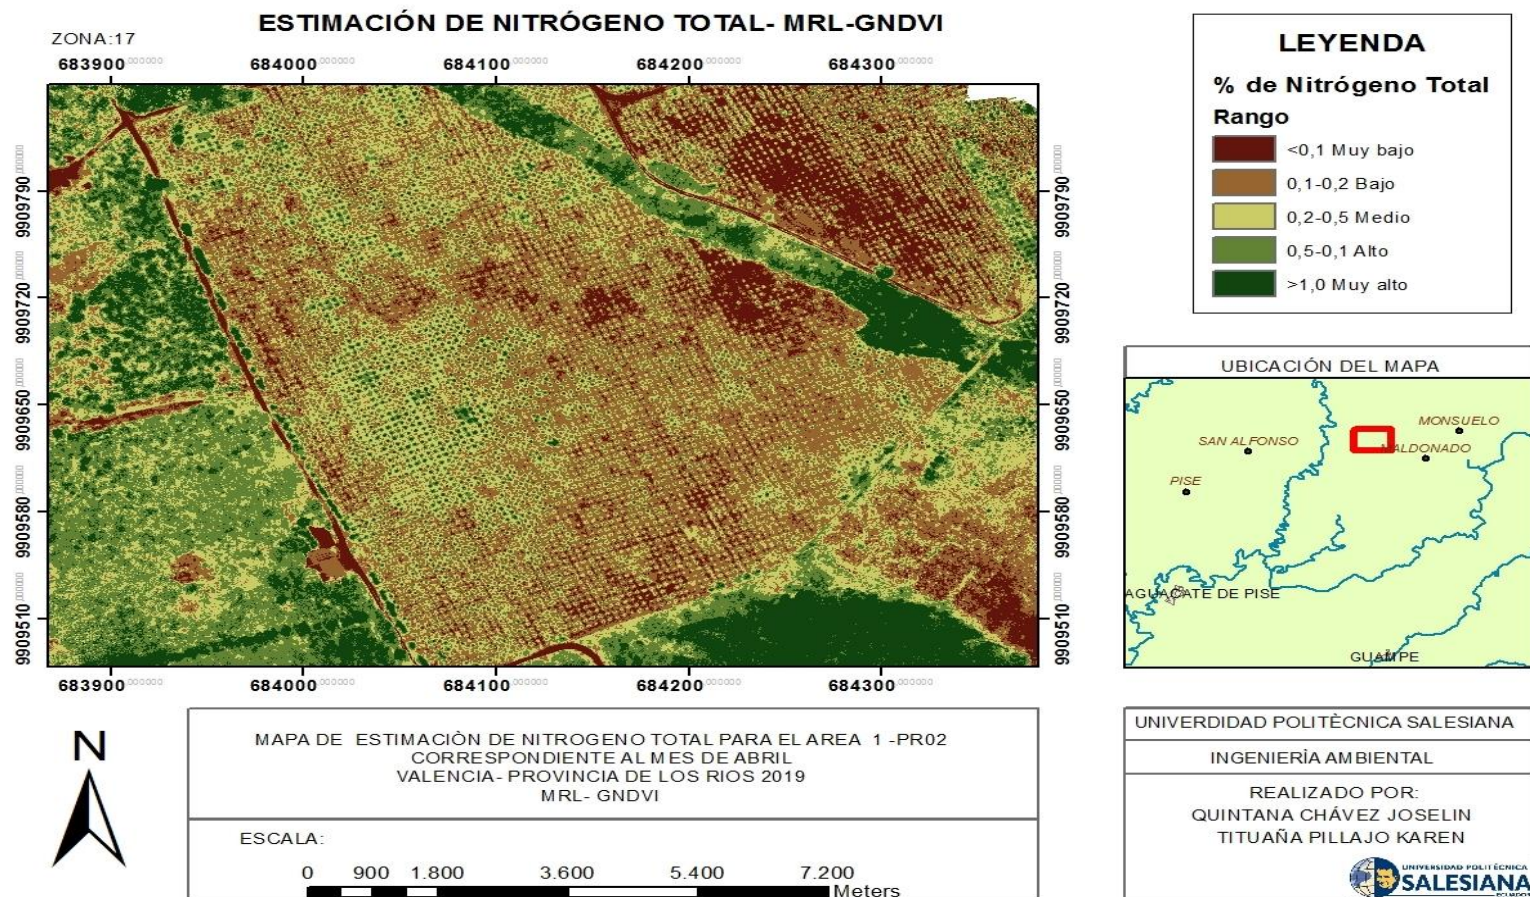 ESTIMACIÓN DE NITRÓGENO TOTAL- MRL-GNDVI
ZONA:17
683900 684000 684100 684200 684300
9909790
9909720
9909650
9909580
9909510
9909790
9909720
9909650
9909580
9909510
683900 684000 684100 684200 684300
LEYENDA
% de Nitrógeno Total
Rango
<0,1 Muy bajo
0,1-0,2 Bajo
0,2-0,5 Medio
0,5-0,1 Alto
>1,0 Muy alto
UBICACIÓN DEL MAPA
MONSUELO
SAN ALFONSO
MALDONADO
PISE
AGUACATE DE PISE
GUAMPE
N
MAPA DE ESTIMACIÒN DE NITROGENO TOTAL PARA EL AREA 1 -PR02
CORRESPONDIENTE AL MES DE ABRIL
VALENCIA- PROVINCIA DE LOS RIOS 2019
MRL- GNDVI
ESCALA:
0 900 1.800 3.600 5.400 7.200
Meters
UNIVERDIDAD POLITÈCNICA SALESIANA
INGENIERÌA AMBIENTAL
REALIZADO POR:
QUINTANA CHÁVEZ JOSELIN
TITUAÑA PILLAJO KAREN
UNIVERSIDAD POLITÉCNICA
SALESIANA
ECUADOR